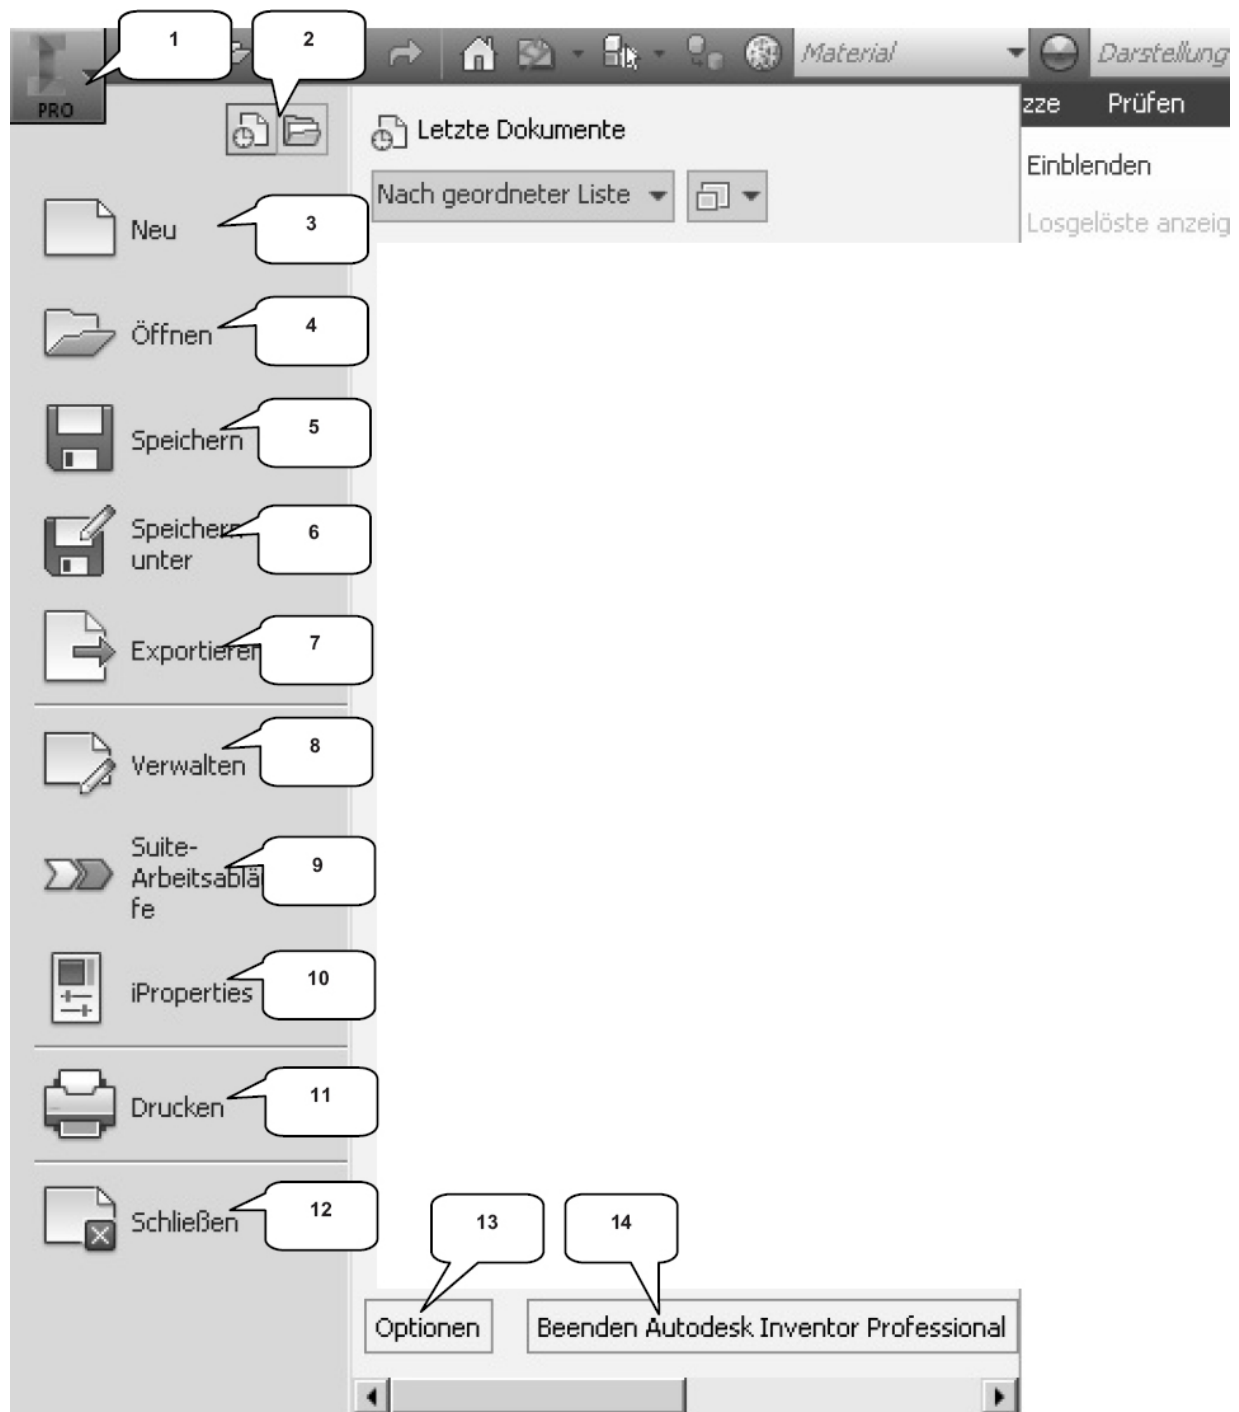 1
2
Material
Darstellung
PRO
zze Prüfen
Letzte Dokumente
Einblenden
Nach geordneter Liste
Losgelöste anzeig
Neu
3
Öffnen
4
Speichern
5
Speichern
unter
6
Exportieren
7
Verwalten
8
Suite-
Arbeitsablä
fe
9
iProperties
10
Drucken
11
Schließen
12
13
14
Optionen
Beenden Autodesk Inventor Professional